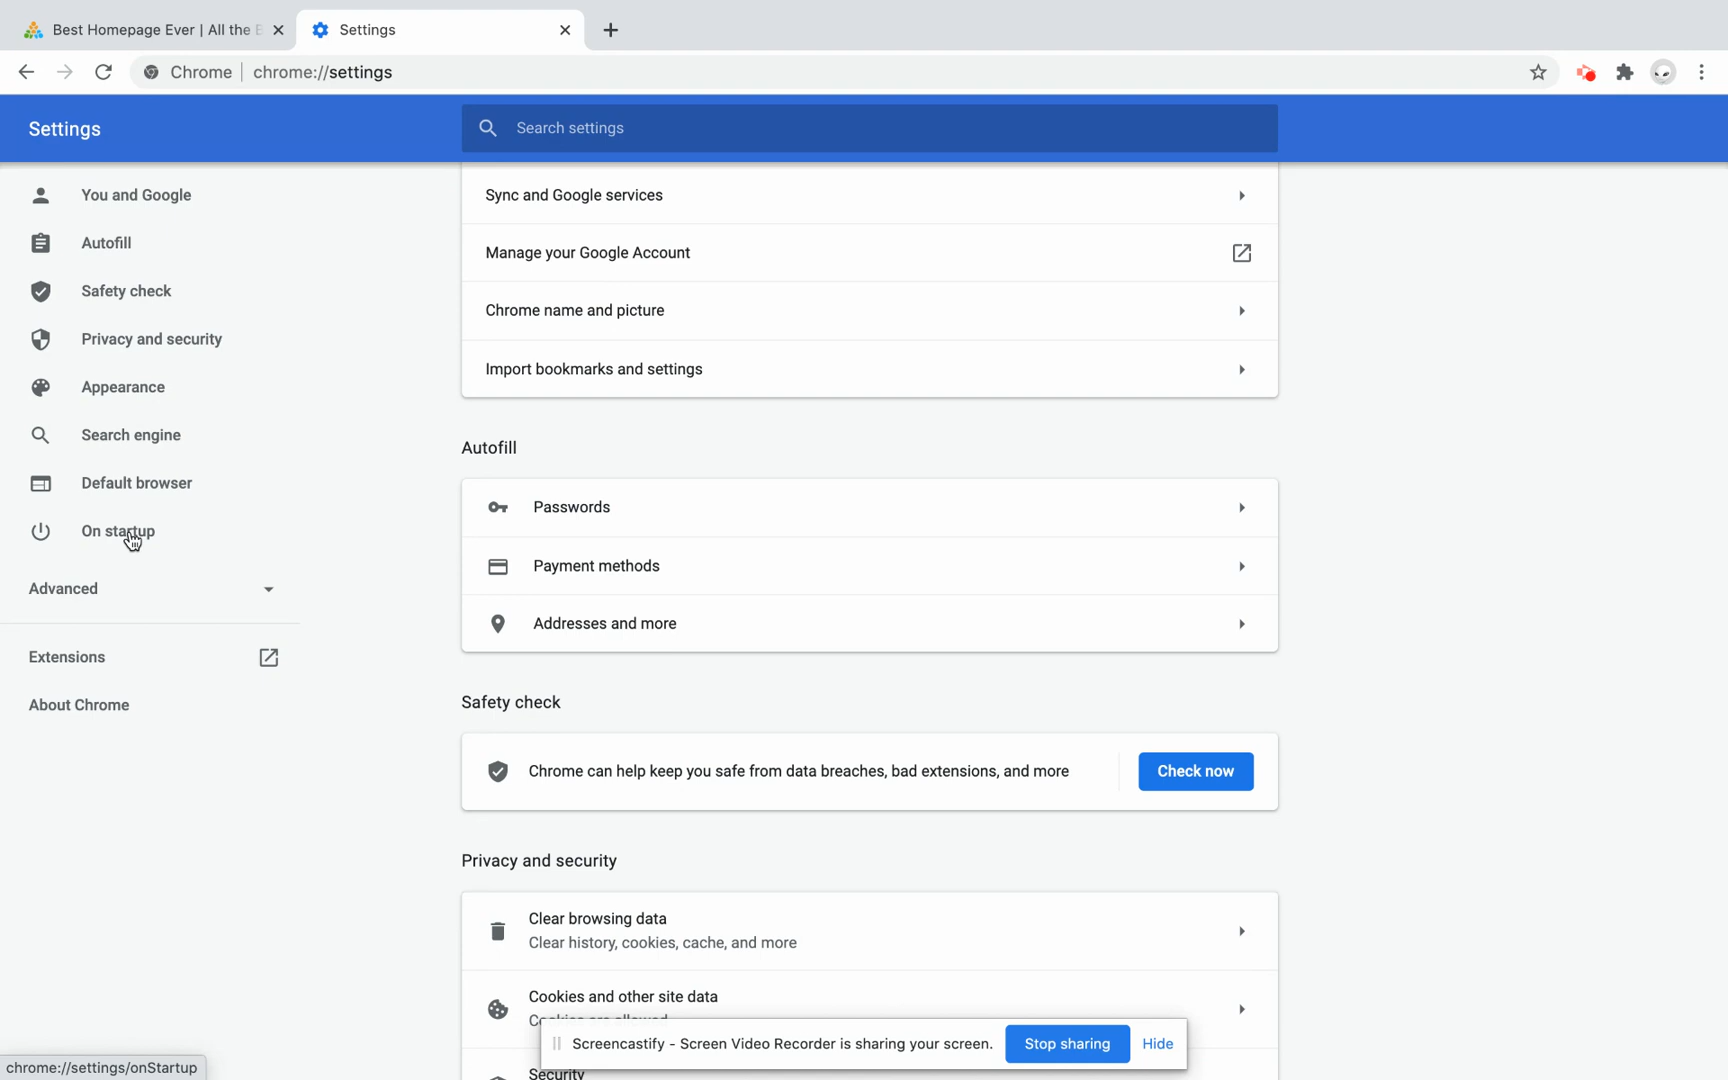 Best Homepage Ever | All the
Settings
Chrome | chrome://settings
Settings
Search settings
You and Google
Autofill
Safety check
Privacy and security
Appearance
Search engine
Default browser
On startup
Advanced
Extensions
About Chrome
Sync and Google services
Manage your Google Account
Chrome name and picture
Import bookmarks and settings
Autofill
Passwords
Payment methods
Addresses and more
Safety check
Chrome can help keep you safe from data breaches, bad extensions, and more
Check now
Privacy and security
Clear browsing data
Clear history, cookies, cache, and more
Cookies and other site data
Cookies are allowed
Screencastify - Screen Video Recorder is sharing your screen.
Stop sharing
Hide
Security
chrome://settings/onStartup